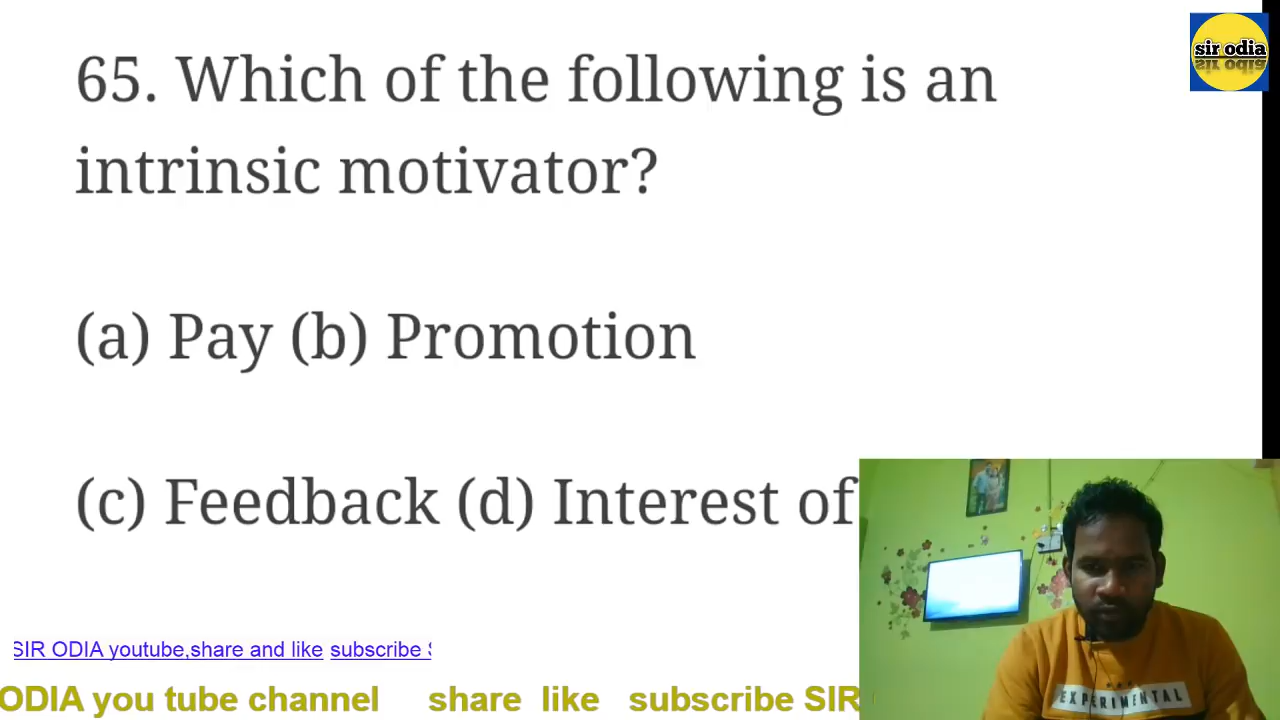 sir odia
65. Which of the following is an
intrinsic motivator?
(a) Pay (b) Promotion
(c) Feedback (d) Interest of
EXPERIMENTAL
SIR ODIA youtube,share and like subscribe
ODIA you tube channel share like subscribe SIR